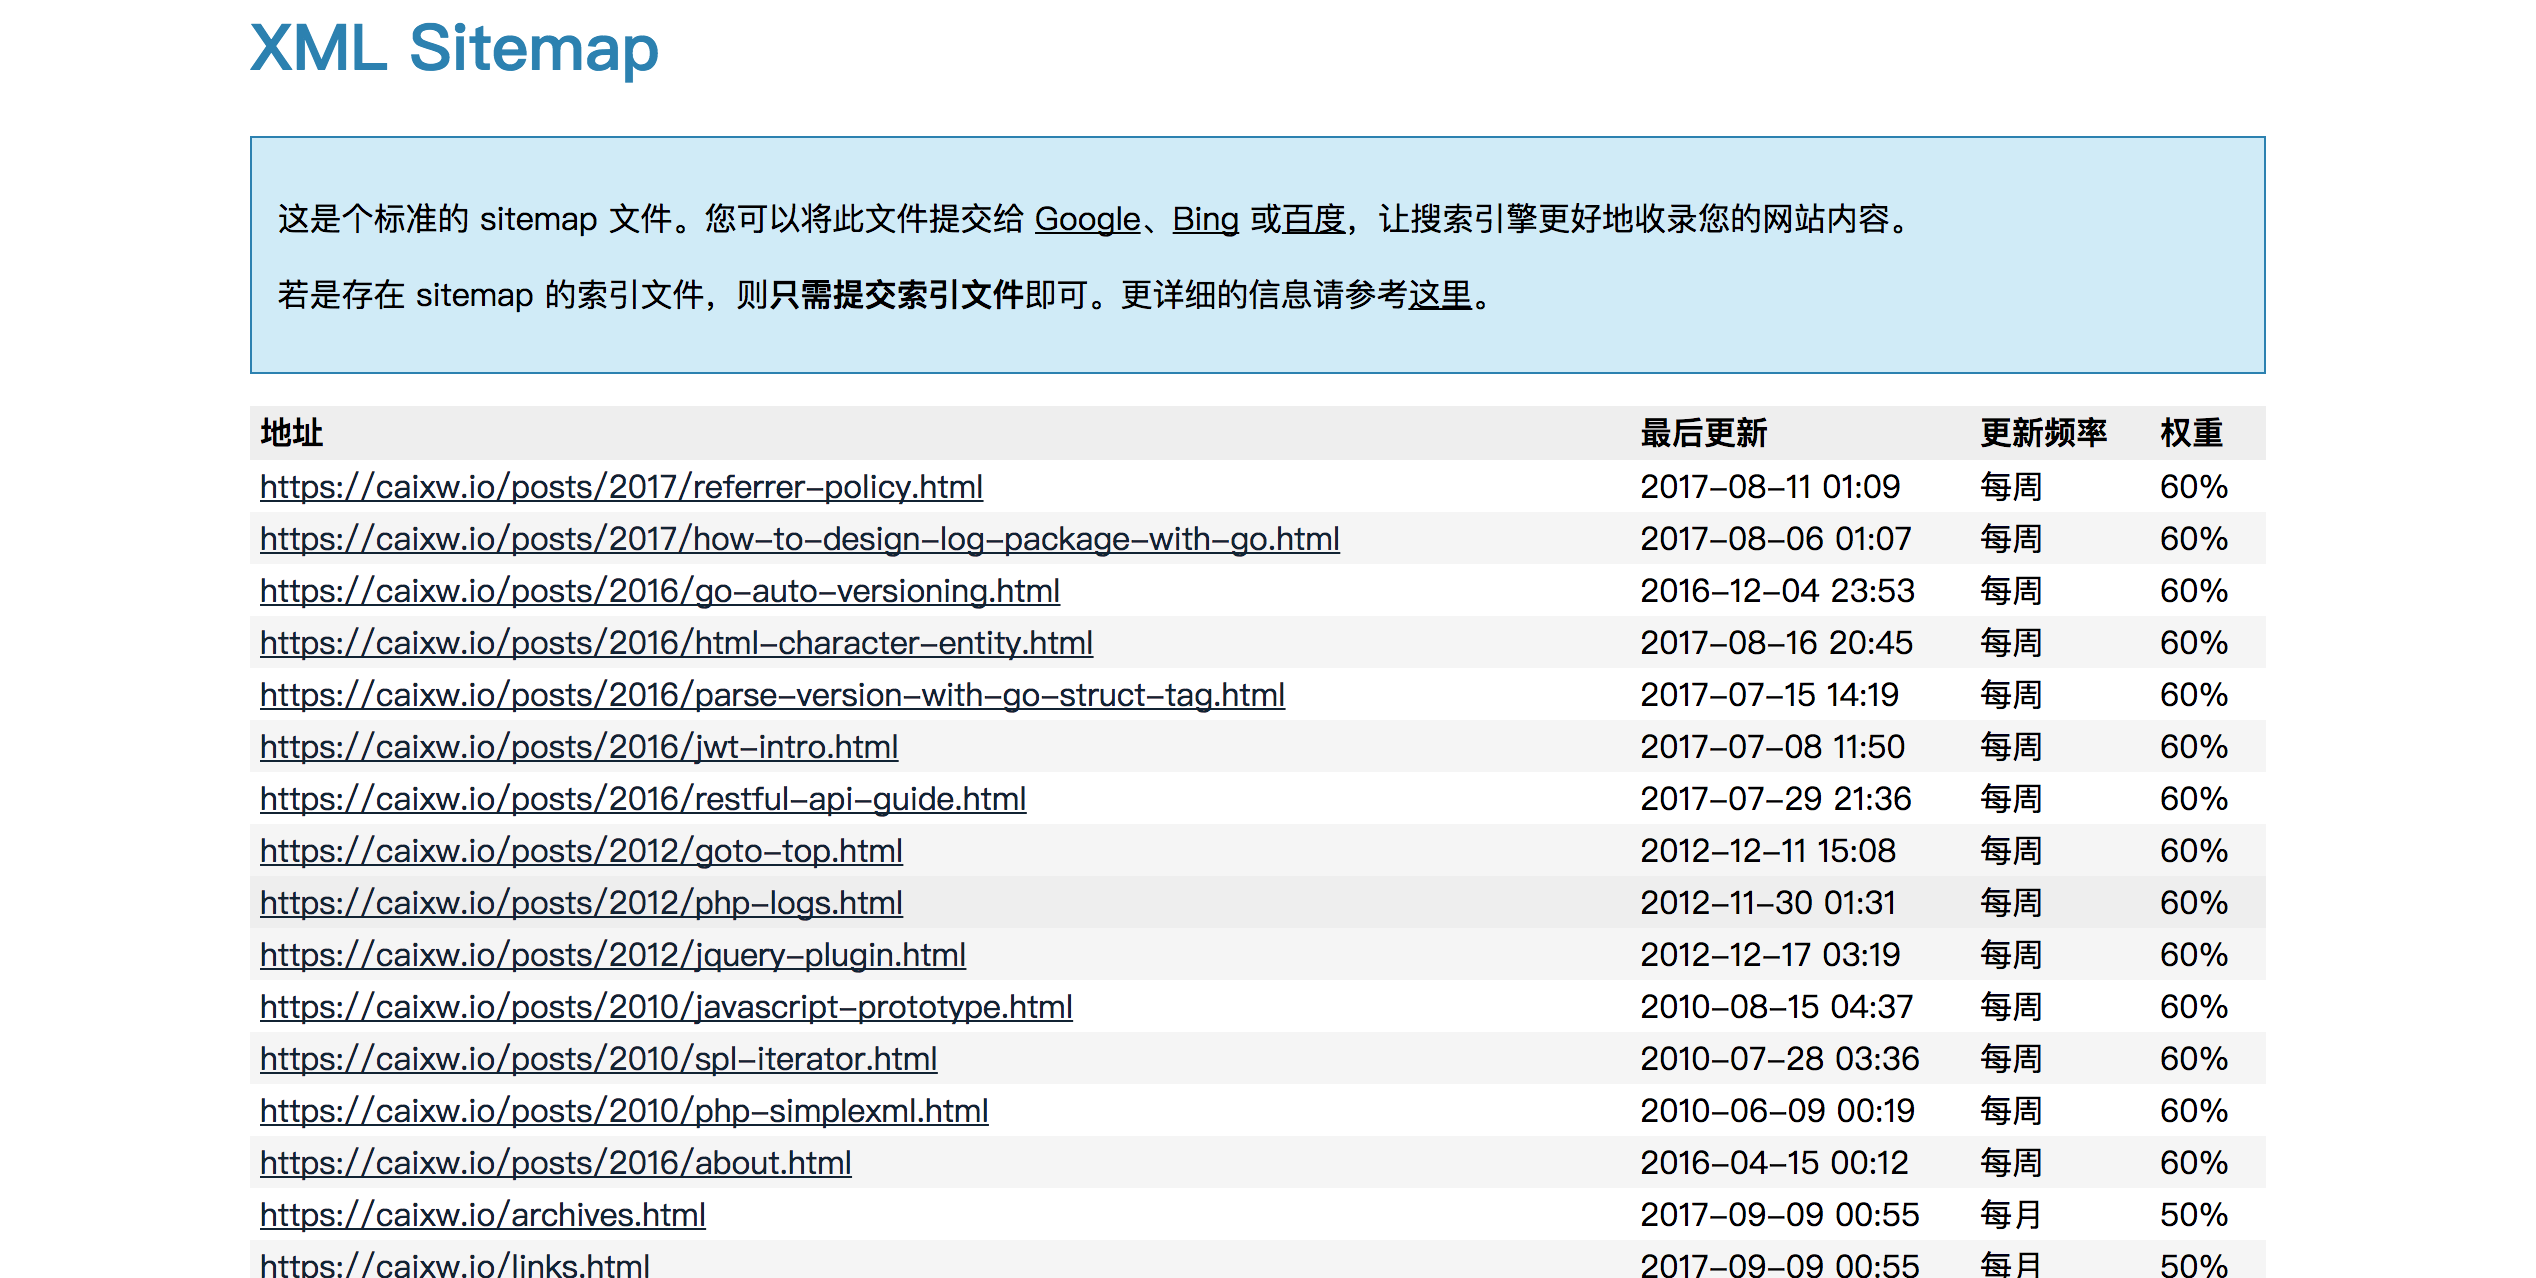 XML Sitemap
这是个标准的 sitemap 文件。您可以将此文件提交给 Google、Bing 或百度，让搜索引擎更好地收录您的网站内容。
若是存在 sitemap 的索引文件，则只需提交索引文件即可。更详细的信息请参考这里。
地址 最后更新 更新频率 权重
https://caixw.io/posts/2017/referrer-policy.html 2017-08-11 01:09 每周 60%
https://caixw.io/posts/2017/how-to-design-log-package-with-go.html 2017-08-06 01:07 每周 60%
https://caixw.io/posts/2016/go-auto-versioning.html 2016-12-04 23:53 每周 60%
https://caixw.io/posts/2016/html-character-entity.html 2017-08-16 20:45 每周 60%
https://caixw.io/posts/2016/parse-version-with-go-struct-tag.html 2017-07-15 14:19 每周 60%
https://caixw.io/posts/2016/jwt-intro.html 2017-07-08 11:50 每周 60%
https://caixw.io/posts/2016/restful-api-guide.html 2017-07-29 21:36 每周 60%
https://caixw.io/posts/2012/goto-top.html 2012-12-11 15:08 每周 60%
https://caixw.io/posts/2012/php-logs.html 2012-11-30 01:31 每周 60%
https://caixw.io/posts/2012/jquery-plugin.html 2012-12-17 03:19 每周 60%
https://caixw.io/posts/2010/javascript-prototype.html 2010-08-15 04:37 每周 60%
https://caixw.io/posts/2010/spl-iterator.html 2010-07-28 03:36 每周 60%
https://caixw.io/posts/2010/php-simplexml.html 2010-06-09 00:19 每周 60%
https://caixw.io/posts/2016/about.html 2016-04-15 00:12 每周 60%
https://caixw.io/archives.html 2017-09-09 00:55 每月 50%
https://caixw.io/links.html 2017-09-09 00:55 每月 50%